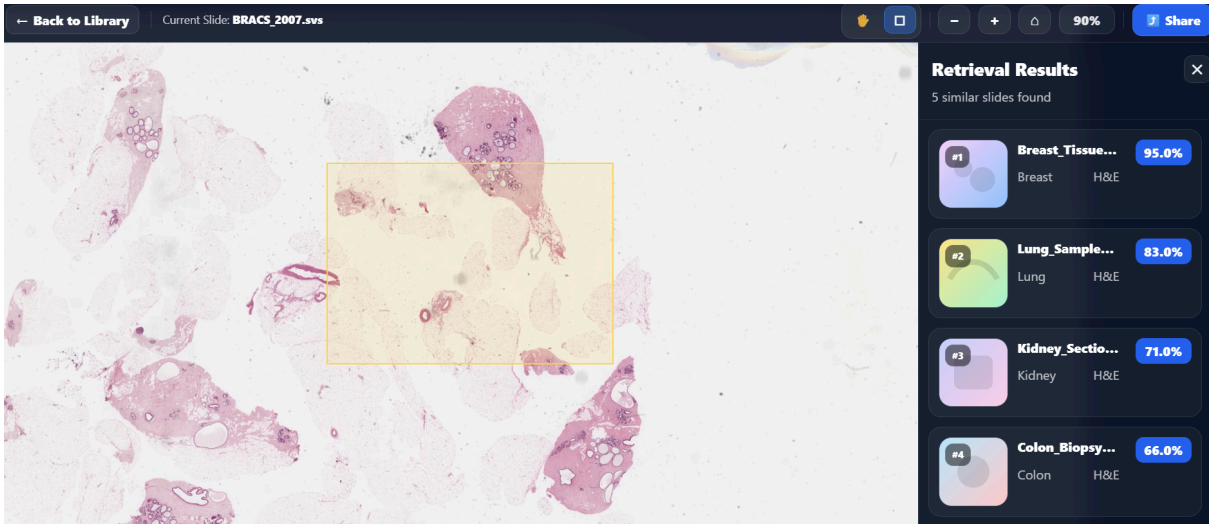 ← Back to Library
Current Slide: BRACS_2007.svs
− + ⌂ 90% Share
Retrieval Results
×
5 similar slides found
#1
Breast_Tissue...
95.0%
Breast H&E
#2
Lung_Sample...
83.0%
Lung H&E
#3
Kidney_Sectio...
71.0%
Kidney H&E
#4
Colon_Biopsy...
66.0%
Colon H&E